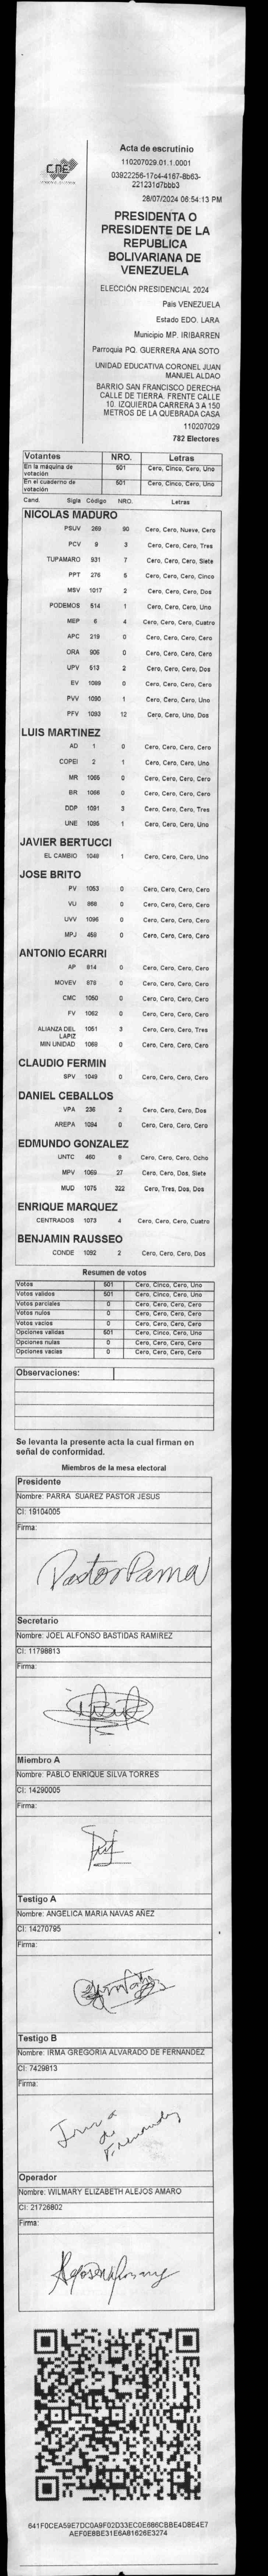 CNE
Acta de escrutinio
110207029.01.1.0001
03922256-17c4-4167-8b63-
221231d7bbb3
28/07/2024 06:54:13 PM
PRESIDENTA O
PRESIDENTE DE LA
REPUBLICA
BOLIVARIANA DE
VENEZUELA
ELECCIÓN PRESIDENCIAL 2024
Pais VENEZUELA
Estado EDO. LARA
Municipio MP. IRIBARREN
Parroquia PQ. GUERRERA ANA SOTO
UNIDAD EDUCATIVA CORONEL JUAN
MANUEL ALDAO
BARRIO SAN FRANCISCO DERECHA
CALLE DE TIERRA. FRENTE CALLE
10. IZQUIERDA CARRERA 3 A 150
METROS DE LA QUEBRADA CASA
110207029
782 Electores
Votantes NRO. Letras
En la máquina de votación 501 Cero, Cinco, Cero, Uno
En el cuaderno de votación 501 Cero, Cinco, Cero, Uno
Cand. Sigla Código NRO. Letras
NICOLAS MADURO
PSUV 269 90 Cero, Cero, Nueve, Cero
PCV 9 3 Cero, Cero, Cero, Tres
TUPAMARO 931 7 Cero, Cero, Cero, Siete
PPT 276 5 Cero, Cero, Cero, Cinco
MSV 1017 2 Cero, Cero, Cero, Dos
PODEMOS 514 1 Cero, Cero, Cero, Uno
MEP 6 4 Cero, Cero, Cero, Cuatro
APC 219 0 Cero, Cero, Cero, Cero
ORA 906 0 Cero, Cero, Cero, Cero
UPV 513 2 Cero, Cero, Cero, Dos
EV 1089 0 Cero, Cero, Cero, Cero
PVV 1090 1 Cero, Cero, Cero, Uno
PFV 1093 12 Cero, Cero, Uno, Dos
LUIS MARTINEZ
AD 1 0 Cero, Cero, Cero, Cero
COPEI 2 1 Cero, Cero, Cero, Uno
MR 1065 0 Cero, Cero, Cero, Cero
BR 1066 0 Cero, Cero, Cero, Cero
DDP 1091 3 Cero, Cero, Cero, Tres
UNE 1095 1 Cero, Cero, Cero, Uno
JAVIER BERTUCCI
EL CAMBIO 1048 1 Cero, Cero, Cero, Uno
JOSE BRITO
PV 1053 0 Cero, Cero, Cero, Cero
VU 868 0 Cero, Cero, Cero, Cero
UVV 1096 0 Cero, Cero, Cero, Cero
MPJ 459 0 Cero, Cero, Cero, Cero
ANTONIO ECARRI
AP 814 0 Cero, Cero, Cero, Cero
MOVEV 678 0 Cero, Cero, Cero, Cero
CMC 1050 0 Cero, Cero, Cero, Cero
FV 1062 0 Cero, Cero, Cero, Cero
ALIANZA DEL LAPIZ 1051 3 Cero, Cero, Cero, Tres
MIN UNIDAD 1068 0 Cero, Cero, Cero, Cero
CLAUDIO FERMIN
SPV 1049 0 Cero, Cero, Cero, Cero
DANIEL CEBALLOS
VPA 236 2 Cero, Cero, Cero, Dos
AREPA 1094 0 Cero, Cero, Cero, Cero
EDMUNDO GONZALEZ
UNTC 460 8 Cero, Cero, Cero, Ocho
MPV 1069 27 Cero, Cero, Dos, Siete
MUD 1075 322 Cero, Tres, Dos, Dos
ENRIQUE MARQUEZ
CENTRADOS 1073 4 Cero, Cero, Cero, Cuatro
BENJAMIN RAUSSEO
CONDE 1092 2 Cero, Cero, Cero, Dos
Resumen de votos
Votos 501 Cero, Cinco, Cero, Uno
Votos validos 501 Cero, Cinco, Cero, Uno
Votos parciales 0 Cero, Cero, Cero, Cero
Votos nulos 0 Cero, Cero, Cero, Cero
Votos vacios 0 Cero, Cero, Cero, Cero
Opciones validas 501 Cero, Cinco, Cero, Uno
Opciones nulas 0 Cero, Cero, Cero, Cero
Opciones vacias 0 Cero, Cero, Cero, Cero
Observaciones:
Se levanta la presente acta la cual firman en
señal de conformidad.
Miembros de la mesa electoral
Presidente
Nombre: PARRA SUAREZ PASTOR JESUS
CI: 19104005
Firma:
Pastor Parra
Secretario
Nombre: JOEL ALFONSO BASTIDAS RAMIREZ
CI: 11798813
Firma:
Miembro A
Nombre: PABLO ENRIQUE SILVA TORRES
CI: 14290005
Firma:
Testigo A
Nombre: ANGELICA MARIA NAVAS AÑEZ
CI: 14270795
Firma:
Testigo B
Nombre: IRMA GREGORIA ALVARADO DE FERNANDEZ
CI: 7429813
Firma:
Irma
de
Fernandez
Operador
Nombre: WILMARY ELIZABETH ALEJOS AMARO
CI: 21726802
Firma:
641F0CEA59E7DC0A9F02D33EC0E686CBBE4D8E4E7
AEF0E8BE31E6A81626E3274